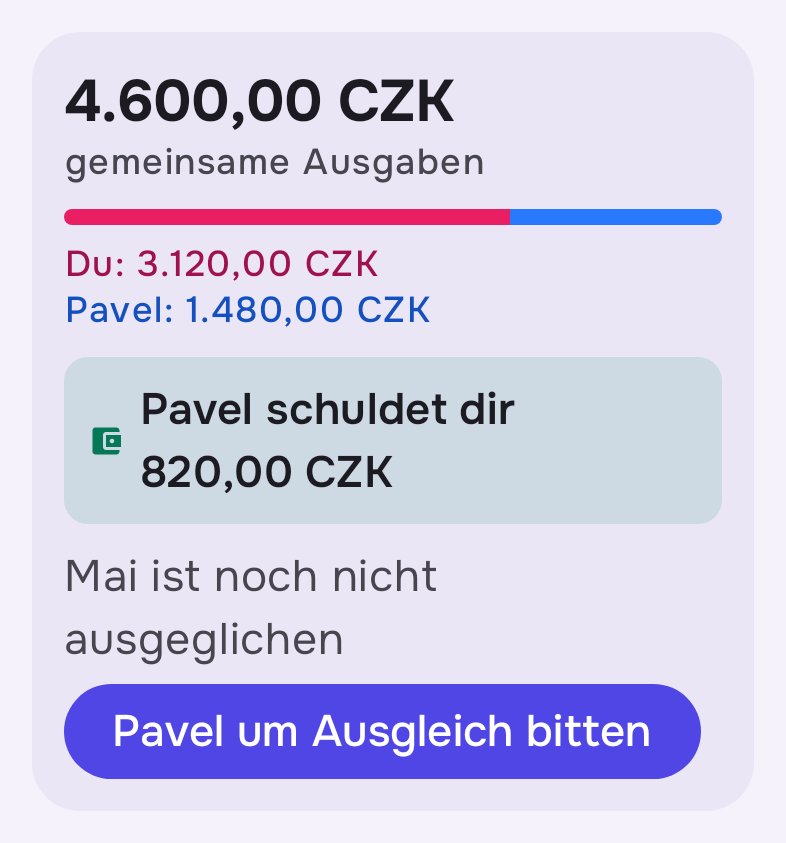 4.600,00 CZK
gemeinsame Ausgaben
Du: 3.120,00 CZK
Pavel: 1.480,00 CZK
Pavel schuldet dir
820,00 CZK
Mai ist noch nicht
ausgeglichen
Pavel um Ausgleich bitten